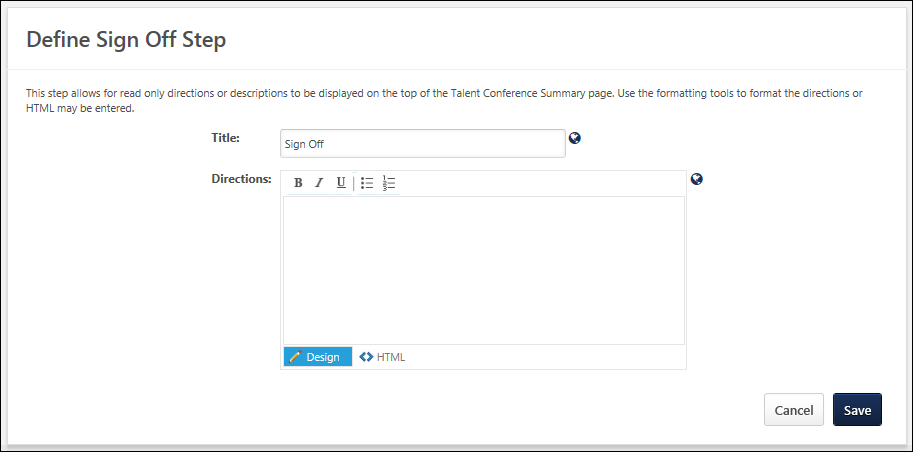 Define Sign Off Step
This step allows for read only directions or descriptions to be displayed on the top of the Talent Conference Summary page. Use the formatting tools to format the directions or
HTML may be entered.
Title:
Sign Off
Directions:
B I U
Design
HTML
Cancel
Save